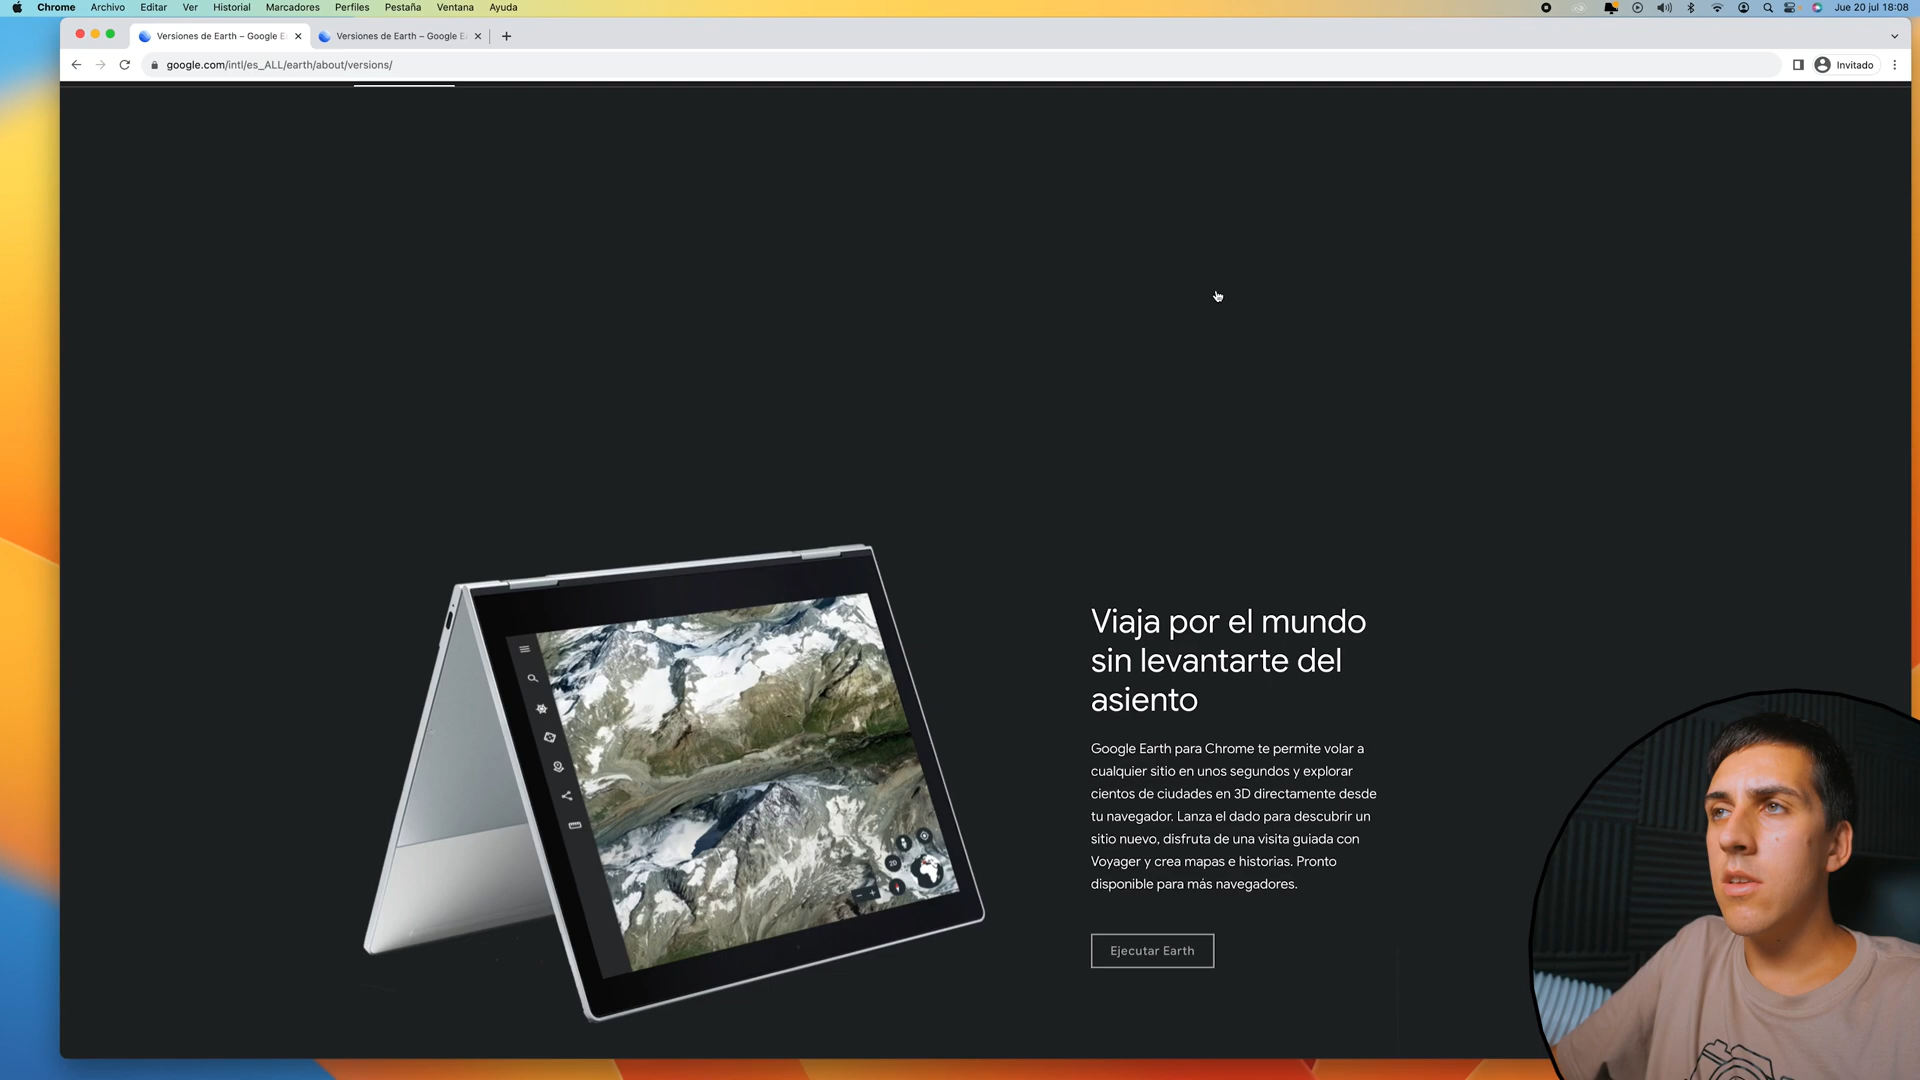 Chrome Archivo Editar Ver Historial Marcadores Perfiles Pestaña Ventana Ayuda Jue 20 jul 18:08
Versiones de Earth – Google E Versiones de Earth – Google E
google.com/intl/es_ALL/earth/about/versions/ Invitado
Viaja por el mundo
sin levantarte del
asiento
Google Earth para Chrome te permite volar a
cualquier sitio en unos segundos y explorar
cientos de ciudades en 3D directamente desde
tu navegador. Lanza el dado para descubrir un
sitio nuevo, disfruta de una visita guiada con
Voyager y crea mapas e historias. Pronto
disponible para más navegadores.
Ejecutar Earth
2D